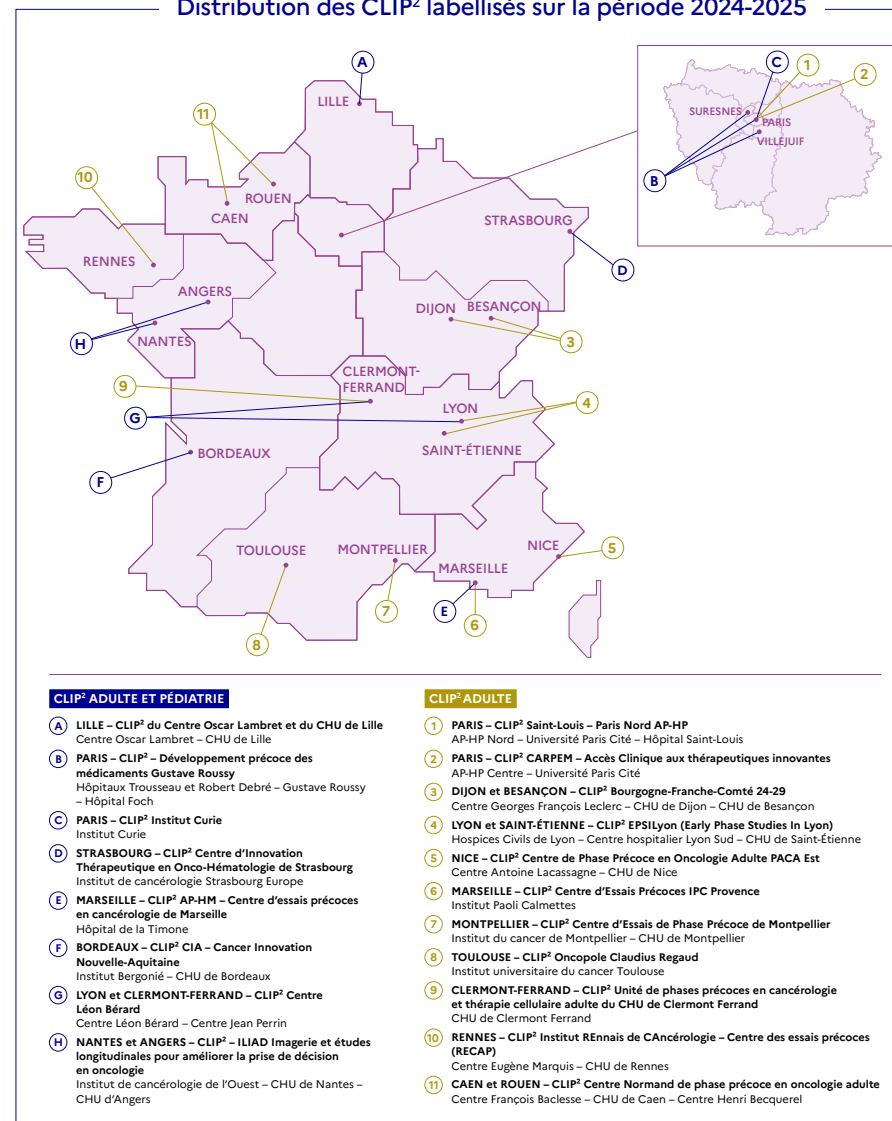 Distribution des CLIP² labellisés sur la période 2024-2025
A
LILLE
11
ROUEN
CAEN
10
RENNES
ANGERS
NANTES
H
C
1
2
SURESNES
PARIS
VILLEJUIF
B
STRASBOURG
D
DIJON
BESANÇON
3
CLERMONT-
FERRAND
9
G
LYON
4
SAINT-ÉTIENNE
BORDEAUX
F
TOULOUSE
MONTPELLIER
NICE
5
MARSEILLE
E
6
7
8
CLIP² ADULTE ET PÉDIATRIE
A LILLE – CLIP² du Centre Oscar Lambret et du CHU de Lille
Centre Oscar Lambret – CHU de Lille
B PARIS – CLIP² – Développement précoce des
médicaments Gustave Roussy
Hôpitaux Trousseau et Robert Debré – Gustave Roussy
– Hôpital Foch
C PARIS – CLIP² Institut Curie
Institut Curie
D STRASBOURG – CLIP² Centre d'Innovation
Thérapeutique en Onco-Hématologie de Strasbourg
Institut de cancérologie Strasbourg Europe
E MARSEILLE – CLIP² AP-HM – Centre d'essais précoces
en cancérologie de Marseille
Hôpital de la Timone
F BORDEAUX – CLIP² CIA – Cancer Innovation
Nouvelle-Aquitaine
Institut Bergonié – CHU de Bordeaux
G LYON et CLERMONT-FERRAND – CLIP² Centre
Léon Bérard
Centre Léon Bérard – Centre Jean Perrin
H NANTES et ANGERS – CLIP² – ILIAD Imagerie et études
longitudinales pour améliorer la prise de décision
en oncologie
Institut de cancérologie de l'Ouest – CHU de Nantes –
CHU d'Angers
CLIP² ADULTE
1 PARIS – CLIP² Saint-Louis – Paris Nord AP-HP
AP-HP Nord – Université Paris Cité – Hôpital Saint-Louis
2 PARIS – CLIP² CARPEM – Accès Clinique aux thérapeutiques innovantes
AP-HP Centre – Université Paris Cité
3 DIJON et BESANÇON – CLIP² Bourgogne-Franche-Comté 24-29
Centre Georges François Leclerc – CHU de Dijon – CHU de Besançon
4 LYON et SAINT-ÉTIENNE – CLIP² EPSILyon (Early Phase Studies In Lyon)
Hospices Civils de Lyon – Centre hospitalier Lyon Sud – CHU de Saint-Étienne
5 NICE – CLIP² Centre de Phase Précoce en Oncologie Adulte PACA Est
Centre Antoine Lacassagne – CHU de Nice
6 MARSEILLE – CLIP² Centre d'Essais Précoces IPC Provence
Institut Paoli Calmettes
7 MONTPELLIER – CLIP² Centre d'Essais de Phase Précoce de Montpellier
Institut du cancer de Montpellier – CHU de Montpellier
8 TOULOUSE – CLIP² Oncopole Claudius Regaud
Institut universitaire du cancer Toulouse
9 CLERMONT-FERRAND – CLIP² Unité de phases précoces en cancérologie
et thérapie cellulaire adulte du CHU de Clermont Ferrand
CHU de Clermont Ferrand
10 RENNES – CLIP² Institut REnnais de CAncérologie – Centre des essais précoces
(RECAP)
Centre Eugène Marquis – CHU de Rennes
11 CAEN et ROUEN – CLIP² Centre Normand de phase précoce en oncologie adulte
Centre François Baclesse – CHU de Caen – Centre Henri Becquerel